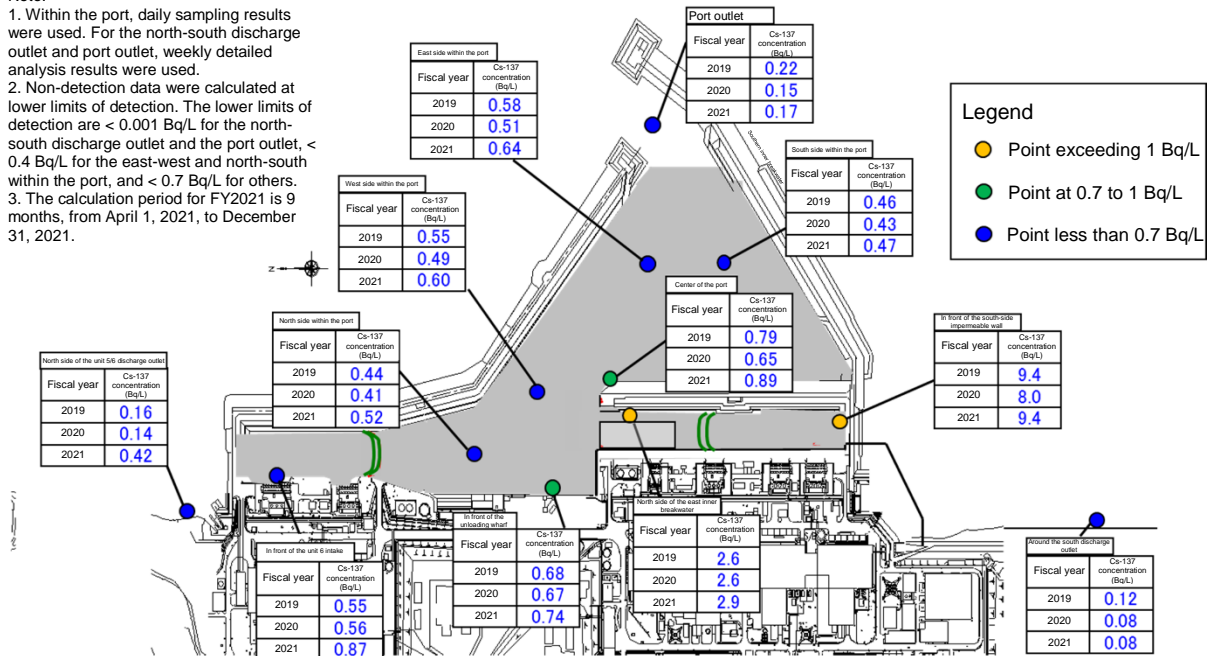 Note:
1. Within the port, daily sampling results
were used. For the north-south discharge
outlet and port outlet, weekly detailed
analysis results were used.
2. Non-detection data were calculated at
lower limits of detection. The lower limits of
detection are < 0.001 Bq/L for the north-
south discharge outlet and the port outlet, <
0.4 Bq/L for the east-west and north-south
within the port, and < 0.7 Bq/L for others.
3. The calculation period for FY2021 is 9
months, from April 1, 2021, to December
31, 2021.
Port outlet
Fiscal year Cs-137
concentration
(Bq/L)
2019 0.22
2020 0.15
2021 0.17
East side within the port
Fiscal year Cs-137
concentration
(Bq/L)
2019 0.58
2020 0.51
2021 0.64
Legend
Point exceeding 1 Bq/L
Point at 0.7 to 1 Bq/L
Point less than 0.7 Bq/L
Southern inner breakwater
South side within the port
Fiscal year Cs-137
concentration
(Bq/L)
2019 0.46
2020 0.43
2021 0.47
West side within the port
Fiscal year Cs-137
concentration
(Bq/L)
2019 0.55
2020 0.49
2021 0.60
Z
Center of the port
Fiscal year Cs-137
concentration
(Bq/L)
2019 0.79
2020 0.65
2021 0.89
North side within the port
Fiscal year Cs-137
concentration
(Bq/L)
2019 0.44
2020 0.41
2021 0.52
In front of the south-side
impermeable wall
Fiscal year Cs-137
concentration
(Bq/L)
2019 9.4
2020 8.0
2021 9.4
North side of the unit 5/6 discharge outlet
Fiscal year Cs-137
concentration
(Bq/L)
2019 0.16
2020 0.14
2021 0.42
North side of the east inner
breakwater
Fiscal year Cs-137
concentration
(Bq/L)
2019 2.6
2020 2.6
2021 2.9
In front of the
unloading wharf
Fiscal year Cs-137
concentration
(Bq/L)
2019 0.68
2020 0.67
2021 0.74
In front of the unit 6 intake
Fiscal year Cs-137
concentration
(Bq/L)
2019 0.55
2020 0.56
2021 0.87
Around the south discharge
outlet
Fiscal year Cs-137
concentration
(Bq/L)
2019 0.12
2020 0.08
2021 0.08